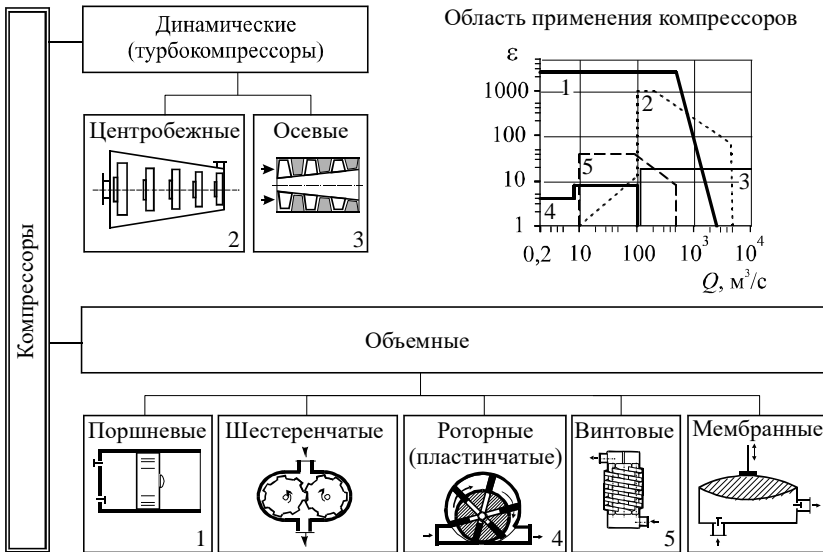 Динамические
(турбокомпрессоры)
Область применения компрессоров
ε
1000
100
10
1
1
2
5
3
4
0,2 10 100 10³ 10⁴
Q, м³/с
Центробежные
2
Осевые
3
Компрессоры
Объемные
Поршневые
1
Шестеренчатые
Роторные
(пластинчатые)
4
Винтовые
5
Мембранные